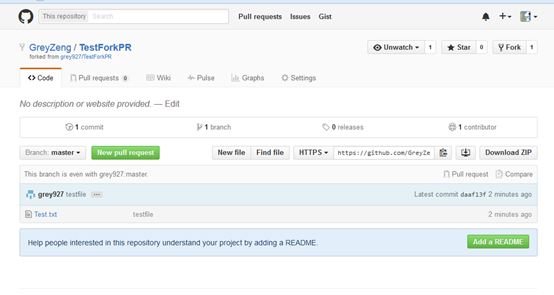 This repository Search Pull requests Issues Gist
GreyZeng / TestForkPR
forked from grey927/TestForkPR
Unwatch 1 Star 0 Fork 1
Code Pull requests 0 Wiki Pulse Graphs Settings
No description or website provided. — Edit
1 commit 1 branch 0 releases 1 contributor
Branch: master New pull request New file Find file HTTPS https://github.com/GreyZe Download ZIP
This branch is even with grey927:master. Pull request Compare
grey927 testfile Latest commit daaf13f 2 minutes ago
Test.txt testfile 2 minutes ago
Help people interested in this repository understand your project by adding a README. Add a README